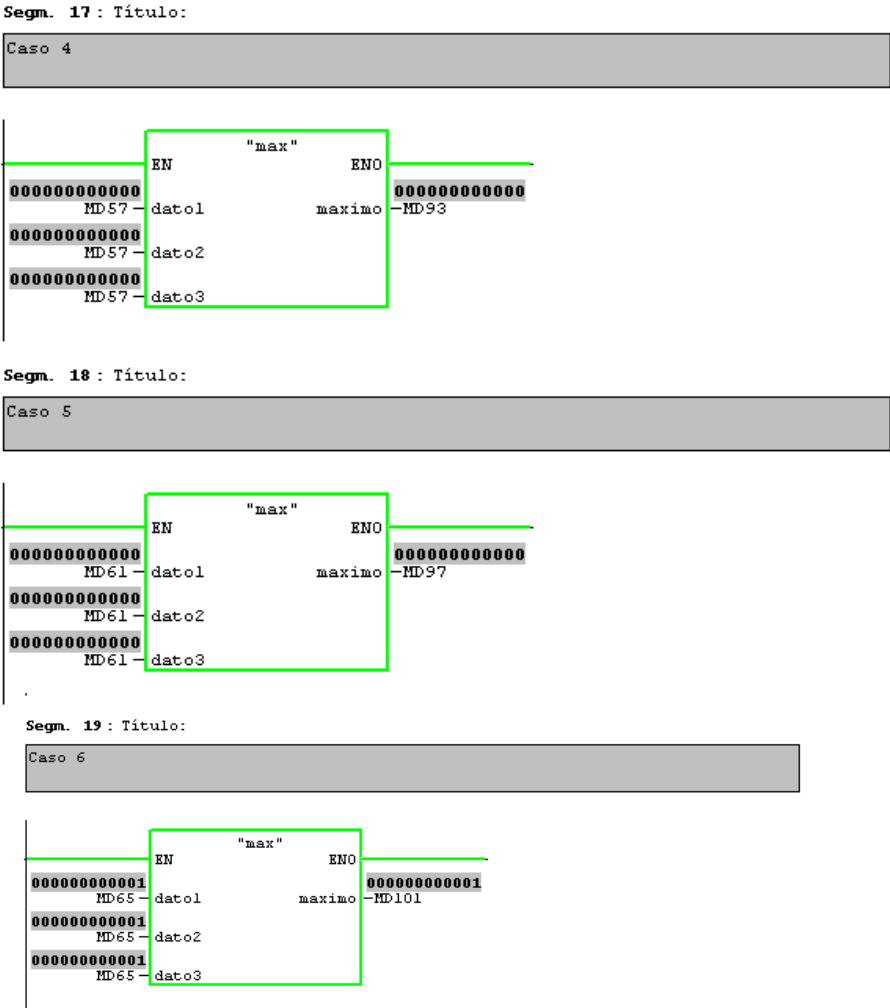 Segm. 17 : Título:
Caso 4
"max"
EN ENO
000000000000 000000000000
MD57 dato1 maximo MD93
000000000000
MD57 dato2
000000000000
MD57 dato3
Segm. 18 : Título:
Caso 5
"max"
EN ENO
000000000000 000000000000
MD61 dato1 maximo MD97
000000000000
MD61 dato2
000000000000
MD61 dato3
Segm. 19 : Título:
Caso 6
"max"
EN ENO
000000000001 000000000001
MD65 dato1 maximo MD101
000000000001
MD65 dato2
000000000001
MD65 dato3